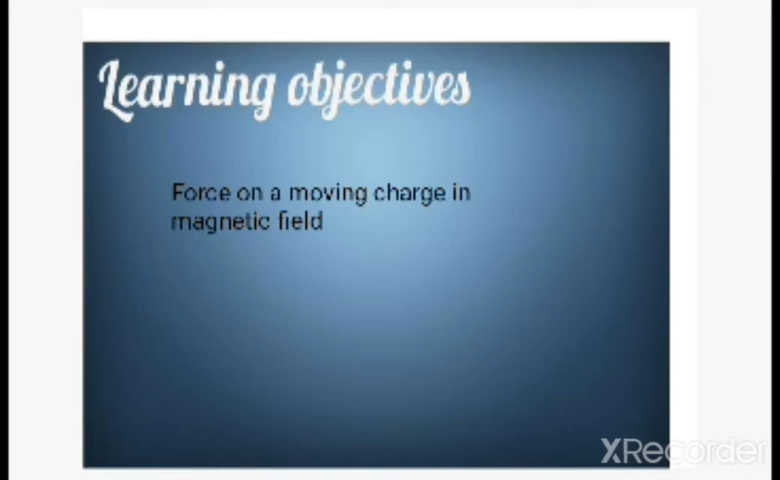 Learning objectives
Force on a moving charge in
magnetic field
XRecorder